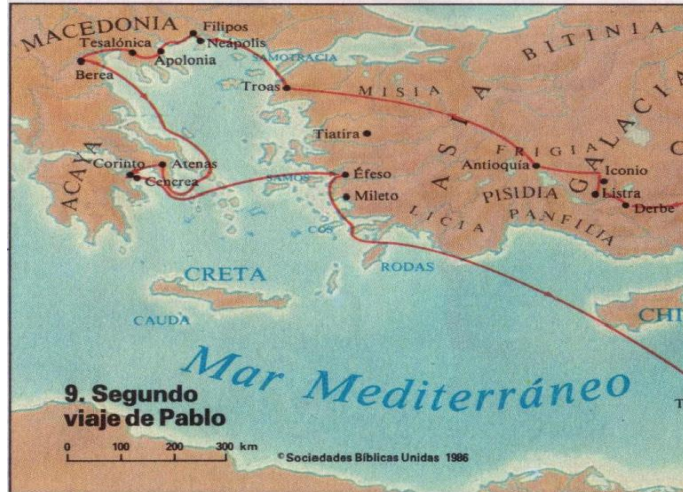 MACEDONIA
Filipos
Neápolis
Tesalónica
Apolonia
Berea
SAMOTRACIA
Troas
MISIA
BITINIA
ASIA
Tiatira
FRIGIA
GALACIA
Antioquía
Iconio
Listra
Derbe
PISIDIA
LICIA
PANFILIA
ACAYA
Corinto
Atenas
Cencrea
SAMOS
Éfeso
Mileto
COS
RODAS
CRETA
CAUDA
CHI
Mar Mediterráneo
T
9. Segundo
viaje de Pablo
0 100 200 300 km
© Sociedades Bíblicas Unidas 1986